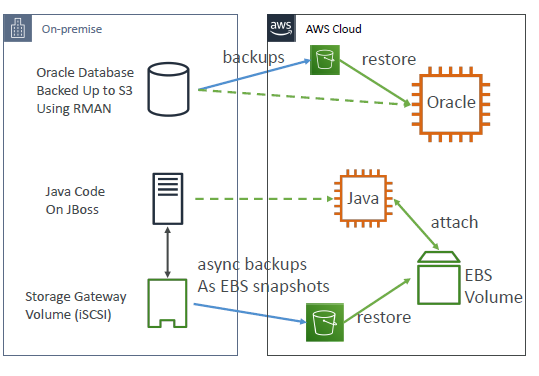 On-premise
aws
AWS Cloud
backups
restore
Oracle Database
Backed Up to S3
Using RMAN
Oracle
Java Code
On JBoss
Java
attach
async backups
As EBS snapshots
EBS
Volume
Storage Gateway
Volume (iSCSI)
restore